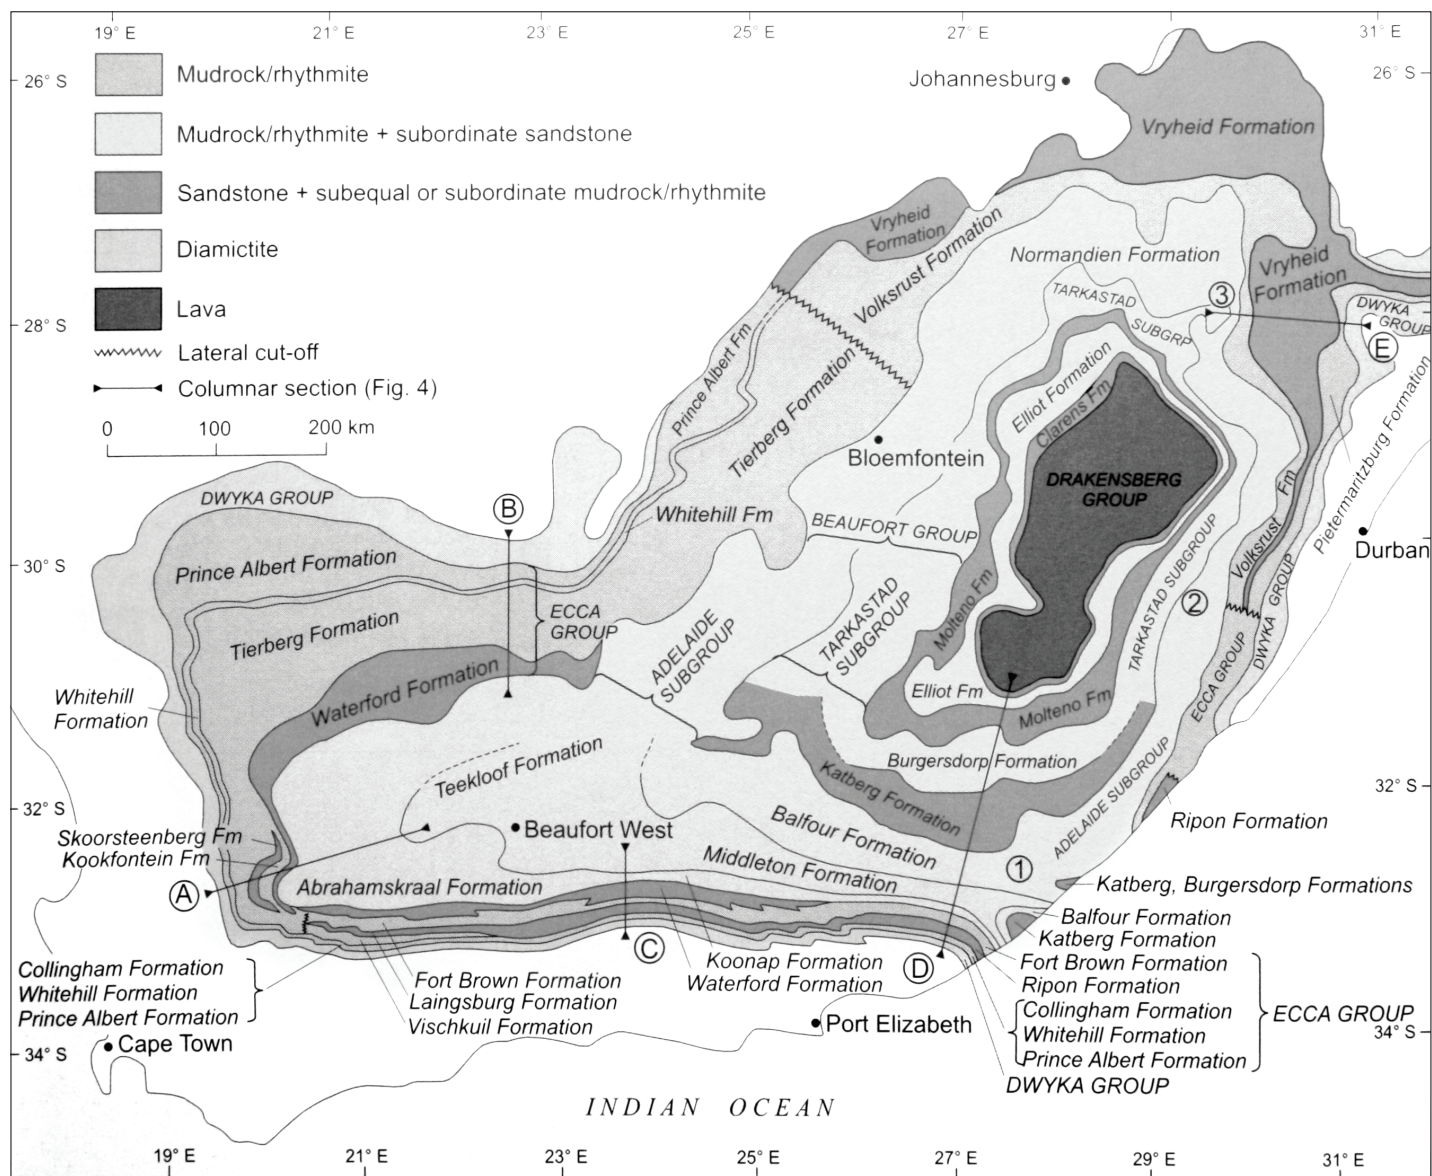 19° E 21° E 23° E 25° E 27° E 31° E
26° S
26° S
Mudrock/rhythmite
Mudrock/rhythmite + subordinate sandstone
Sandstone + subequal or subordinate mudrock/rhythmite
Diamictite
Lava
Lateral cut-off
Columnar section (Fig. 4)
0 100 200 km
Johannesburg
Vryheid Formation
Vryheid
Formation
Volksrust Formation
Normandien Formation
Vryheid
Formation
28° S
TARKASTAD
SUBGRP
3
DWYKA
GROUP
E
Prince Albert Fm
Tierberg Formation
Elliot Formation
Clarens Fm
Bloemfontein
DRAKENSBERG
GROUP
Pietermaritzburg Formation
DWYKA GROUP
B
Whitehill Fm
BEAUFORT GROUP
Volksrust Fm
Durban
30° S
Prince Albert Formation
Tierberg Formation
ECCA
GROUP
ADELAIDE
SUBGROUP
TARKASTAD
SUBGROUP
Molteno Fm
TARKASTAD SUBGROUP
2
ECCA GROUP
DWYKA GROUP
Whitehill
Formation
Waterford Formation
Elliot Fm
Molteno Fm
Teekloof Formation
Burgersdorp Formation
Katberg Formation
ADELAIDE SUBGROUP
32° S
32° S
Ripon Formation
Skoorsteenberg Fm
Kookfontein Fm
Beaufort West
Balfour Formation
Middleton Formation
1
A
Abrahamskraal Formation
Katberg, Burgersdorp Formations
Balfour Formation
Katberg Formation
C
D
Collingham Formation
Whitehill Formation
Prince Albert Formation
Fort Brown Formation
Laingsburg Formation
Vischkuil Formation
Koonap Formation
Waterford Formation
Fort Brown Formation
Ripon Formation
Collingham Formation
Whitehill Formation
Prince Albert Formation
ECCA GROUP
DWYKA GROUP
Port Elizabeth
Cape Town
34° S
34° S
INDIAN OCEAN
19° E 21° E 23° E 25° E 27° E 29° E 31° E